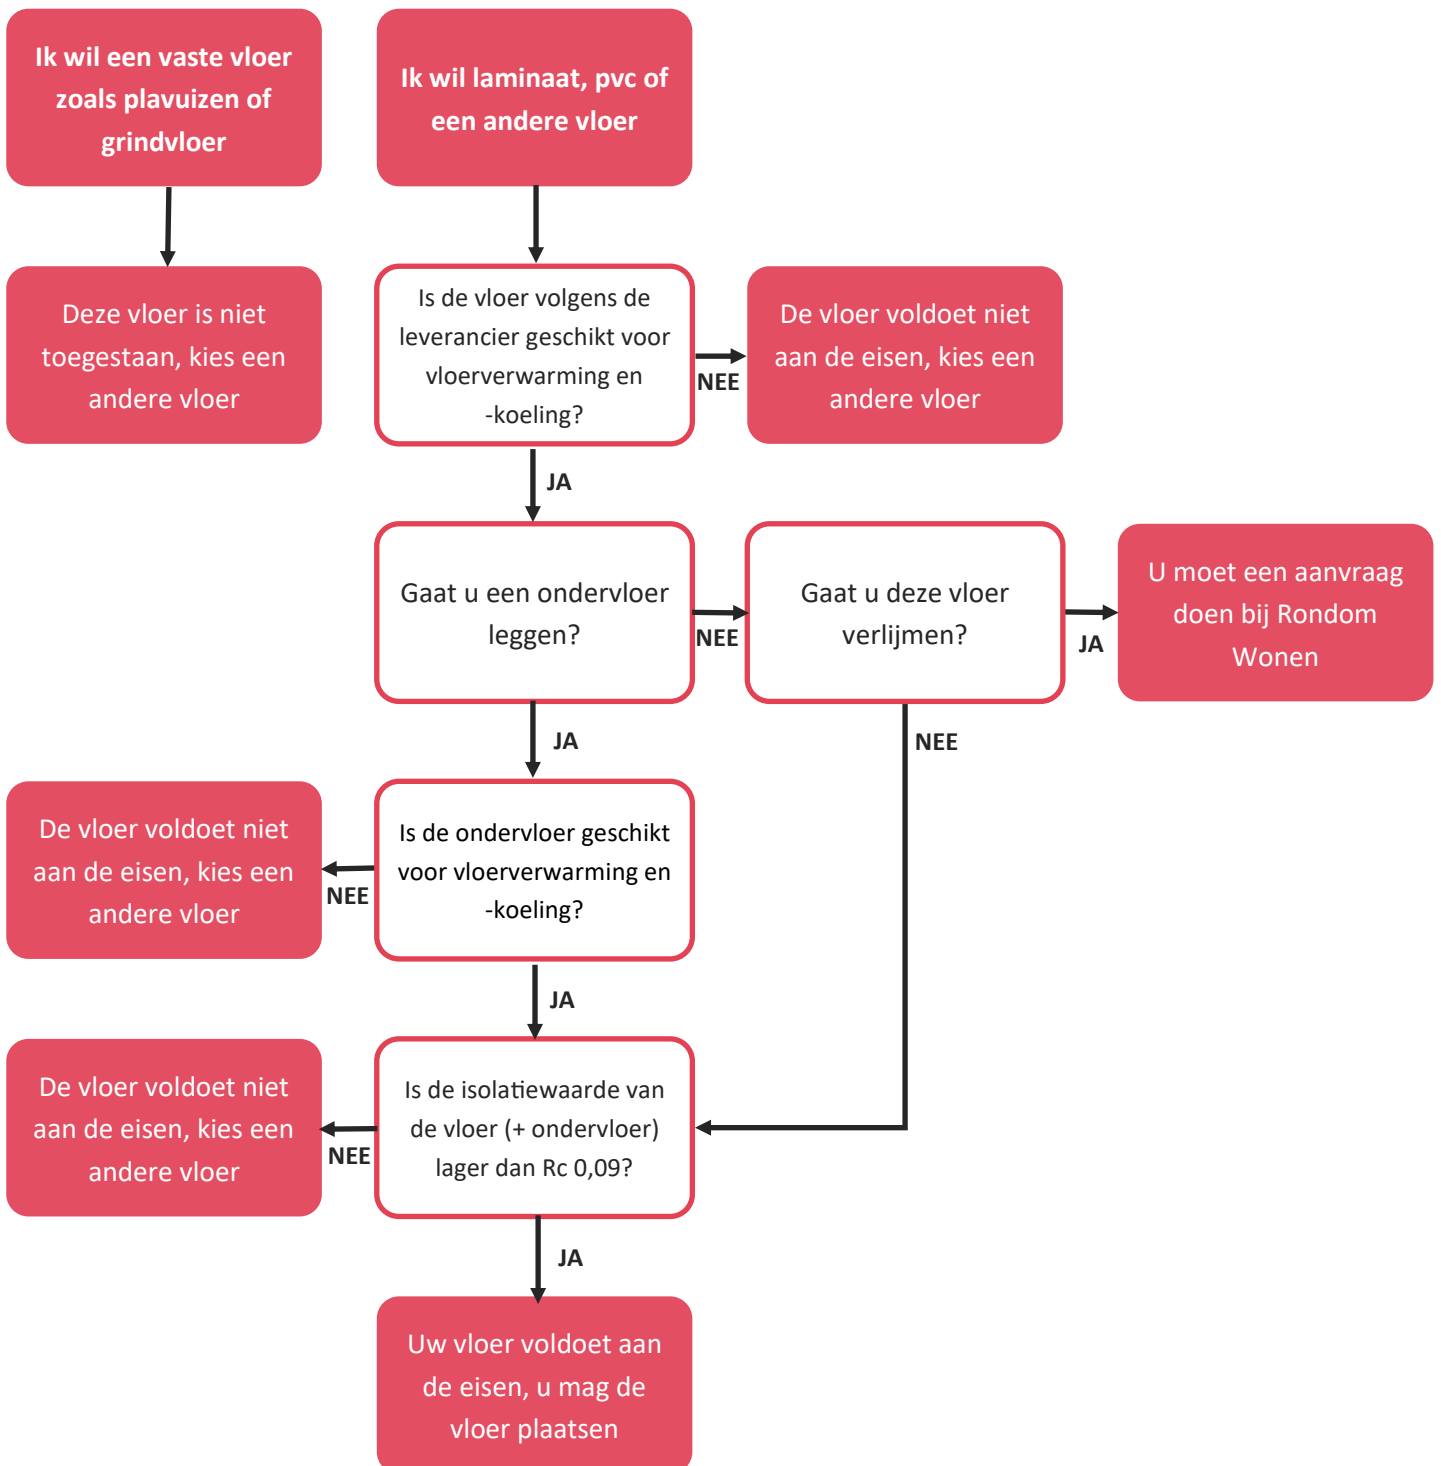 Ik wil een vaste vloer
zoals plavuizen of
grindvloer
Ik wil laminaat, pvc of
een andere vloer
Deze vloer is niet
toegestaan, kies een
andere vloer
Is de vloer volgens de
leverancier geschikt voor
vloerverwarming en
-koeling?
NEE
De vloer voldoet niet
aan de eisen, kies een
andere vloer
JA
Gaat u een ondervloer
leggen?
NEE
Gaat u deze vloer
verlijmen?
JA
U moet een aanvraag
doen bij Rondom
Wonen
JA
NEE
De vloer voldoet niet
aan de eisen, kies een
andere vloer
NEE
Is de ondervloer geschikt
voor vloerverwarming en
-koeling?
JA
De vloer voldoet niet
aan de eisen, kies een
andere vloer
NEE
Is de isolatiewaarde van
de vloer (+ ondervloer)
lager dan Rc 0,09?
JA
Uw vloer voldoet aan
de eisen, u mag de
vloer plaatsen